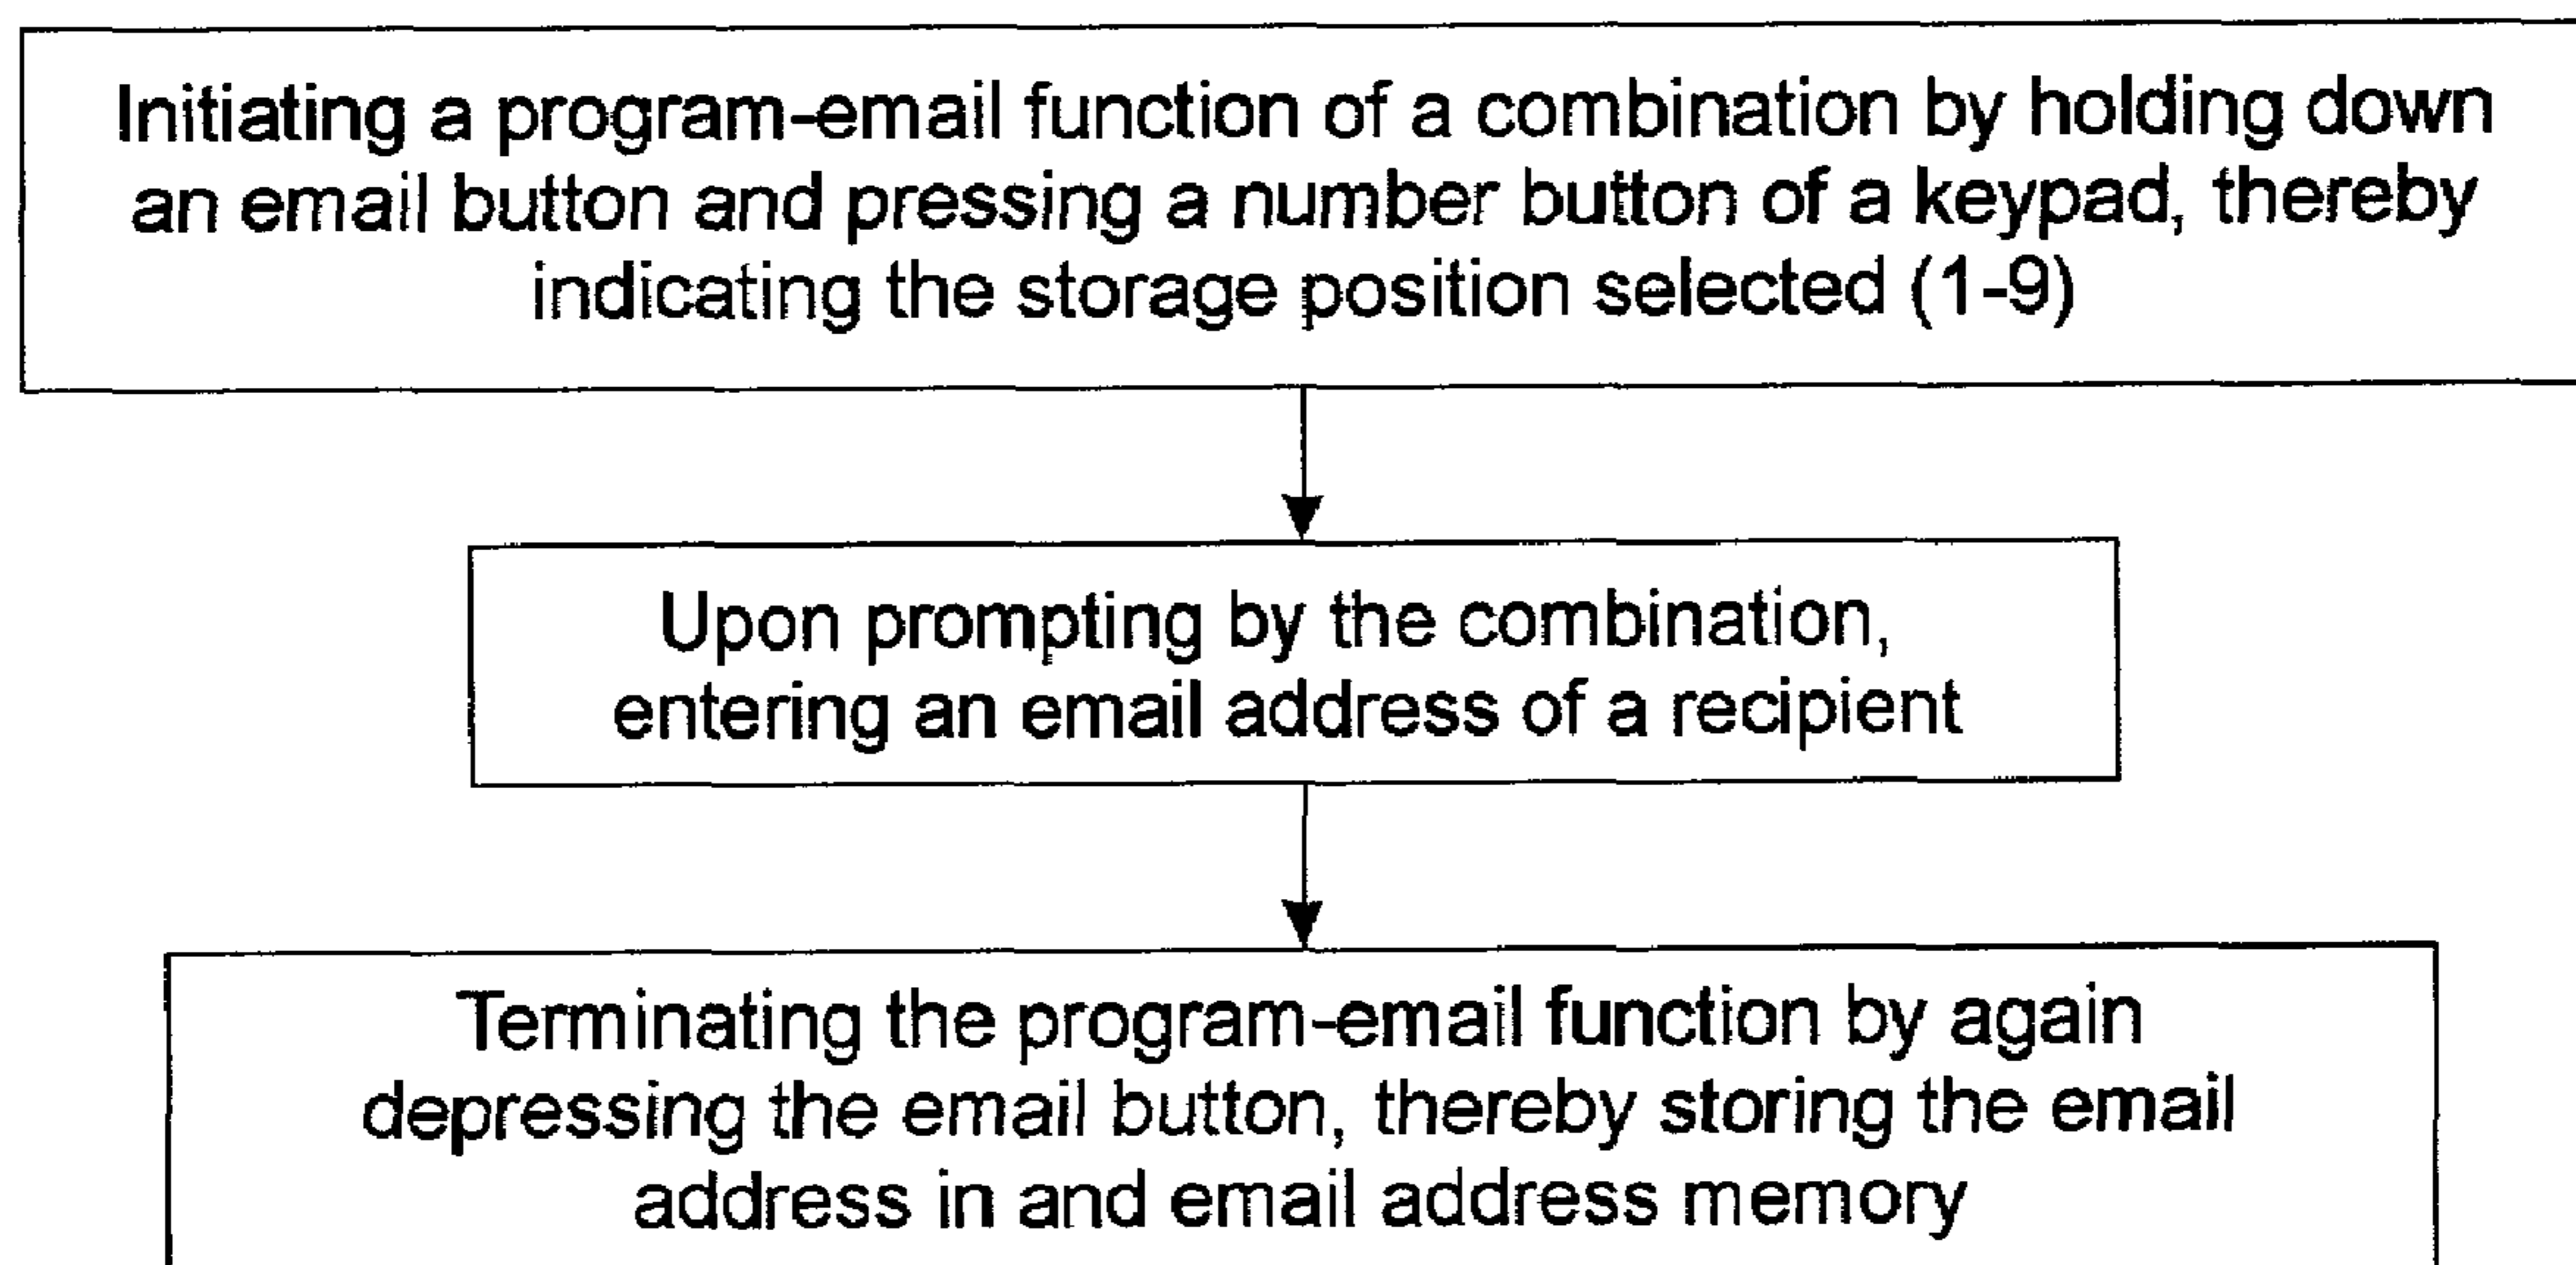 Initiating a program-email function of a combination by holding down
an email button and pressing a number button of a keypad, thereby
indicating the storage position selected (1-9)
Upon prompting by the combination,
entering an email address of a recipient
Terminating the program-email function by again
depressing the email button, thereby storing the email
address in and email address memory